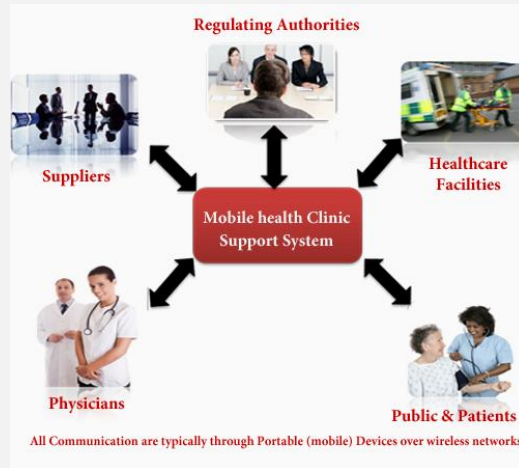 Regulating Authorities
Suppliers
Healthcare
Facilities
Mobile health Clinic
Support System
Physicians
Public & Patients
All Communication are typically through Portable (mobile) Devices over wireless networks